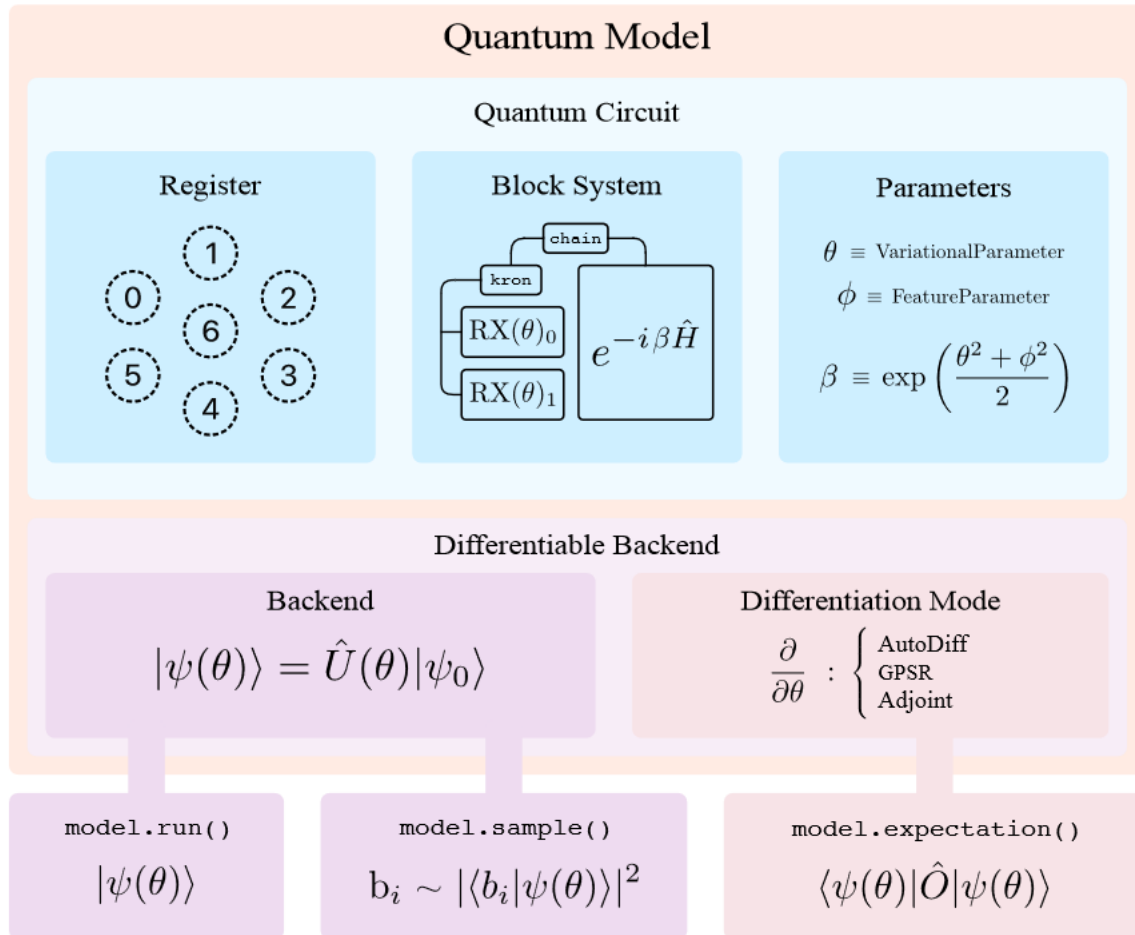 Quantum Model
Quantum Circuit
Register
1
0
2
6
5
3
4
Block System
chain
kron
RX(θ)₀
RX(θ)₁
e^{-iβĤ}
Parameters
θ ≡ VariationalParameter
ϕ ≡ FeatureParameter
β ≡ exp((θ² + ϕ²)/2)
Differentiable Backend
Backend
|ψ(θ)⟩ = Û(θ)|ψ₀⟩
Differentiation Mode
∂/∂θ : {
AutoDiff
GPSR
Adjoint
model.run()
|ψ(θ)⟩
model.sample()
bᵢ ~ |⟨bᵢ|ψ(θ)⟩|²
model.expectation()
⟨ψ(θ)|Ô|ψ(θ)⟩